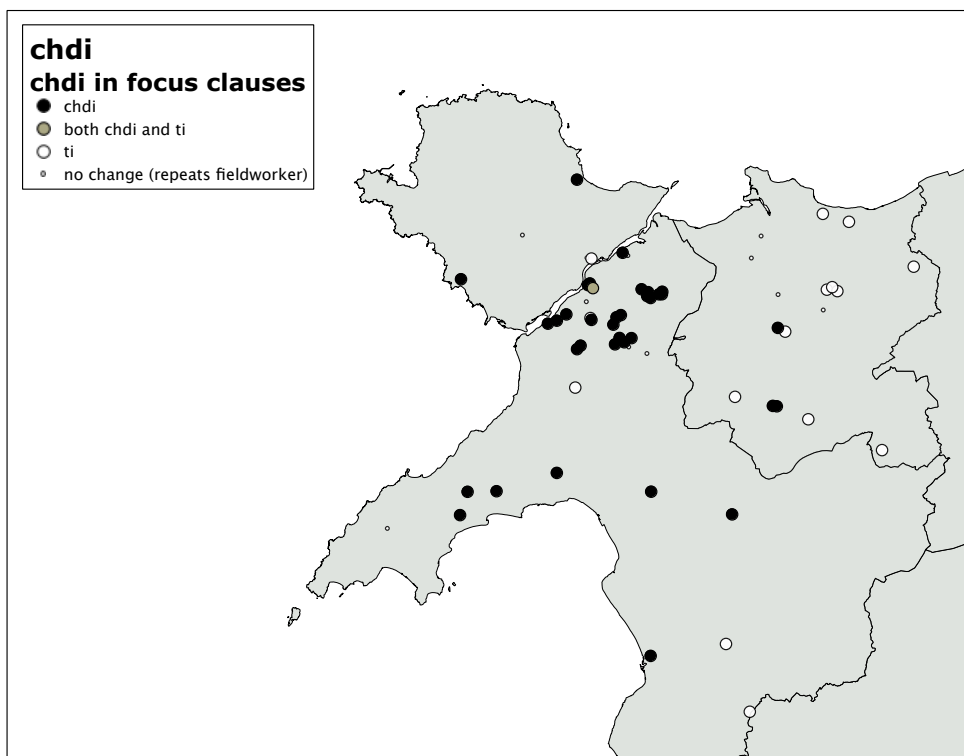 chdi
chdi in focus clauses
chdi
both chdi and ti
ti
no change (repeats fieldworker)